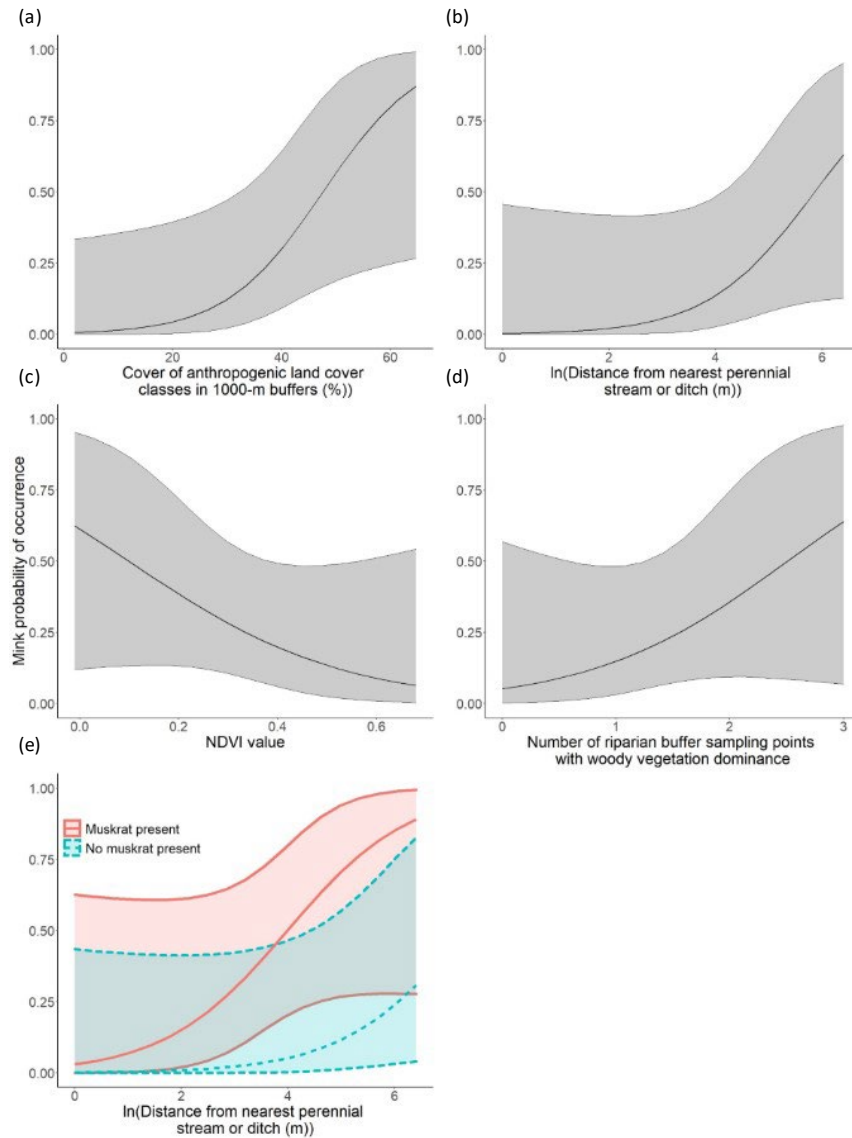 (a)
(b)
1.00
0.75
0.50
0.25
0.00
0
20
40
60
Cover of anthropogenic land cover
classes in 1000-m buffers (%))
1.00
0.75
0.50
0.25
0.00
0
2
4
6
ln(Distance from nearest perennial
stream or ditch (m))
(c)
(d)
Mink probability of occurrence
1.00
0.75
0.50
0.25
0.00
0.0
0.2
0.4
0.6
NDVI value
1.00
0.75
0.50
0.25
0.00
0
1
2
3
Number of riparian buffer sampling points
with woody vegetation dominance
(e)
1.00
0.75
0.50
0.25
0.00
Muskrat present
No muskrat present
0
2
4
6
ln(Distance from nearest perennial
stream or ditch (m))